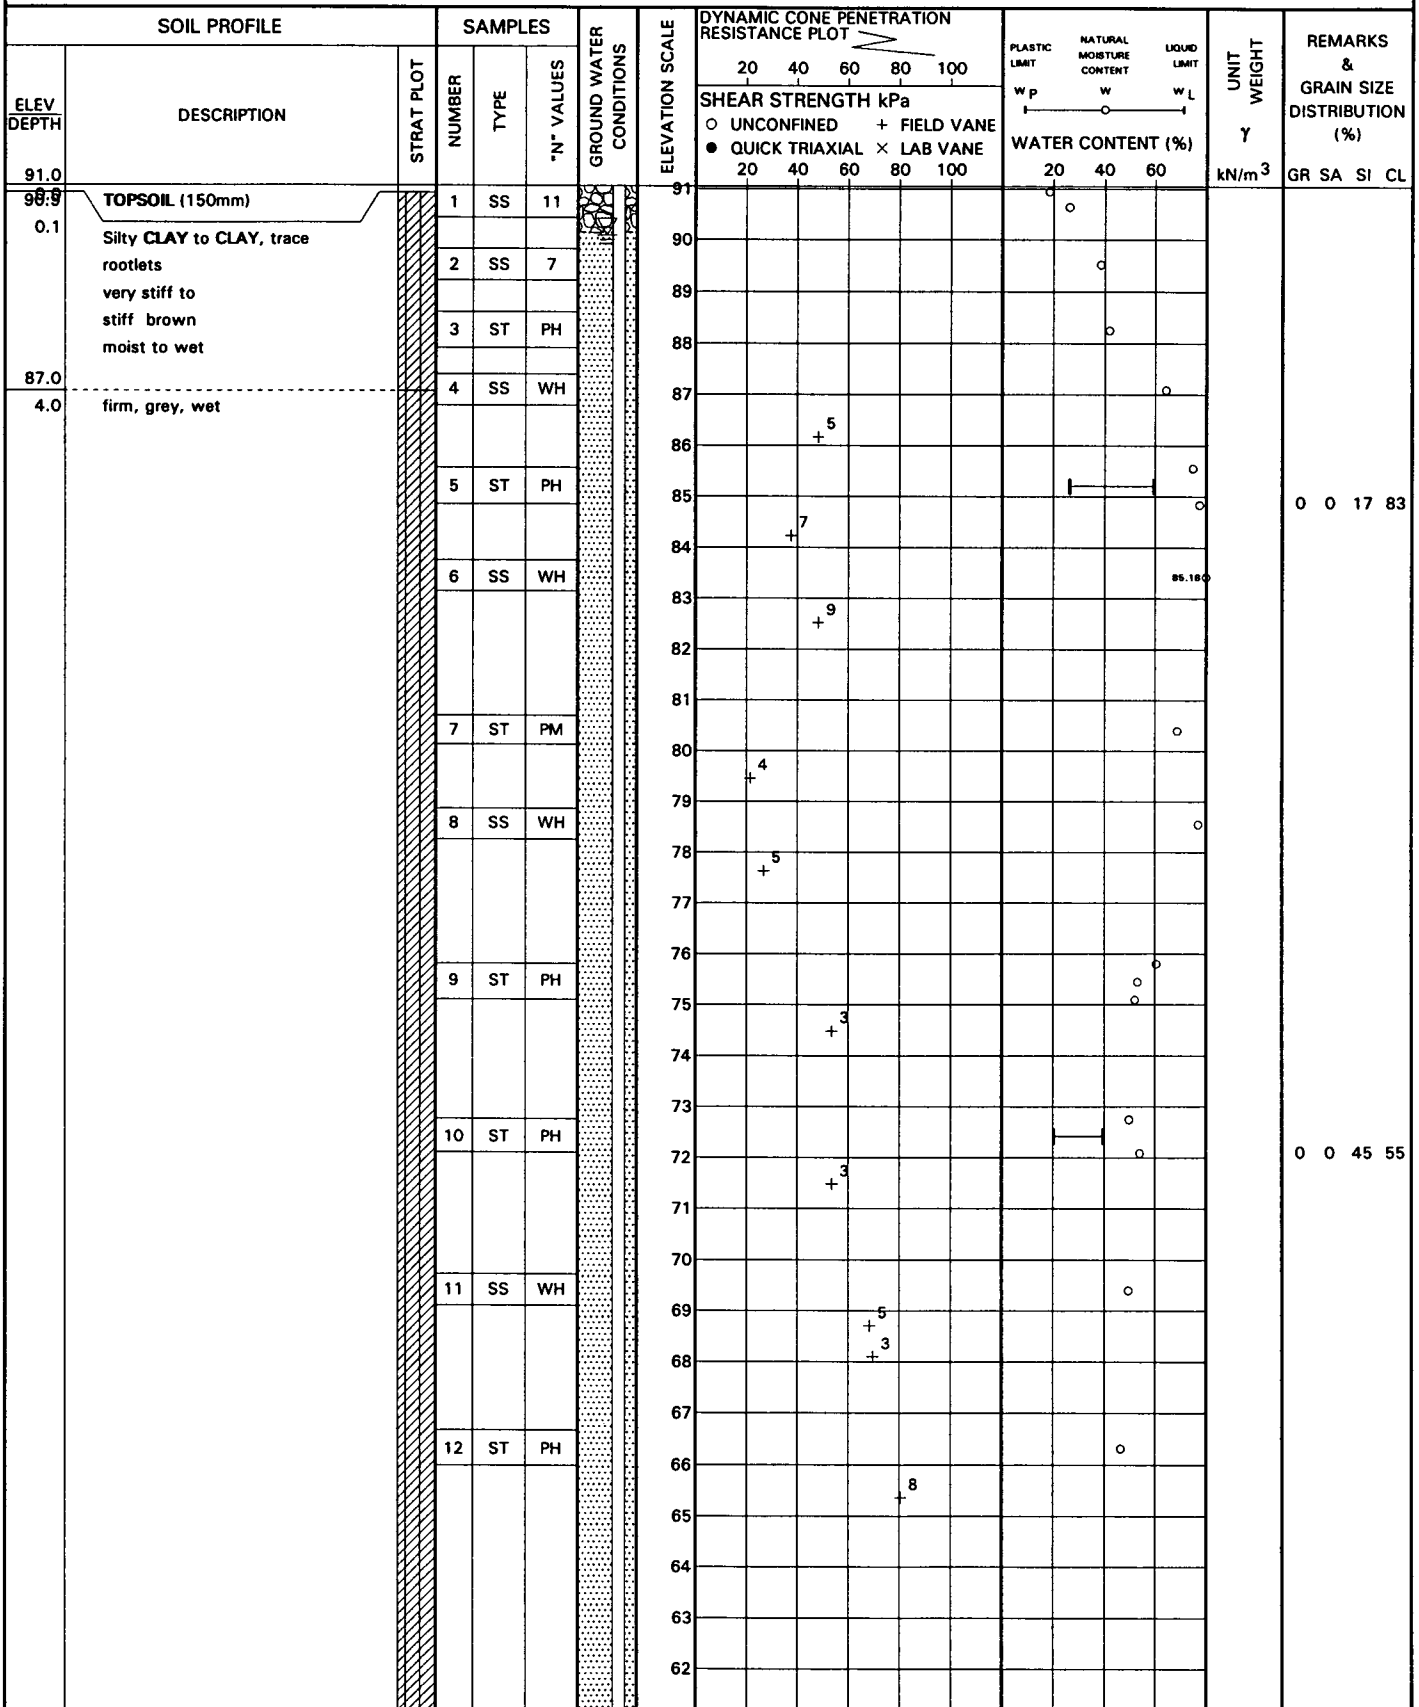 SOIL PROFILE
SAMPLES
GROUND WATER CONDITIONS
ELEVATION SCALE
DYNAMIC CONE PENETRATION
RESISTANCE PLOT
20 40 60 80 100
SHEAR STRENGTH kPa
○ UNCONFINED + FIELD VANE
● QUICK TRIAXIAL × LAB VANE
PLASTIC LIMIT
NATURAL MOISTURE CONTENT
LIQUID LIMIT
W P W W L
WATER CONTENT (%)
20 40 60
UNIT WEIGHT
γ
kN/m3
REMARKS
&
GRAIN SIZE
DISTRIBUTION
(%)
GR SA SI CL
ELEV
DEPTH
DESCRIPTION
STRAT PLOT
NUMBER
TYPE
"N" VALUES
91.0
90.9
0.1
TOPSOIL (150mm)
Silty CLAY to CLAY, trace
rootlets
very stiff to
stiff brown
moist to wet
87.0
4.0
firm, grey, wet
1 SS 11
2 SS 7
3 ST PH
4 SS WH
5 ST PH
6 SS WH
7 ST PM
8 SS WH
9 ST PH
10 ST PH
11 SS WH
12 ST PH
91
90
89
88
87
86
85
84
83
82
81
80
79
78
77
76
75
74
73
72
71
70
69
68
67
66
65
64
63
62
5
7
9
4
5
3
3
5
3
8
85.18
0 0 17 83
0 0 45 55